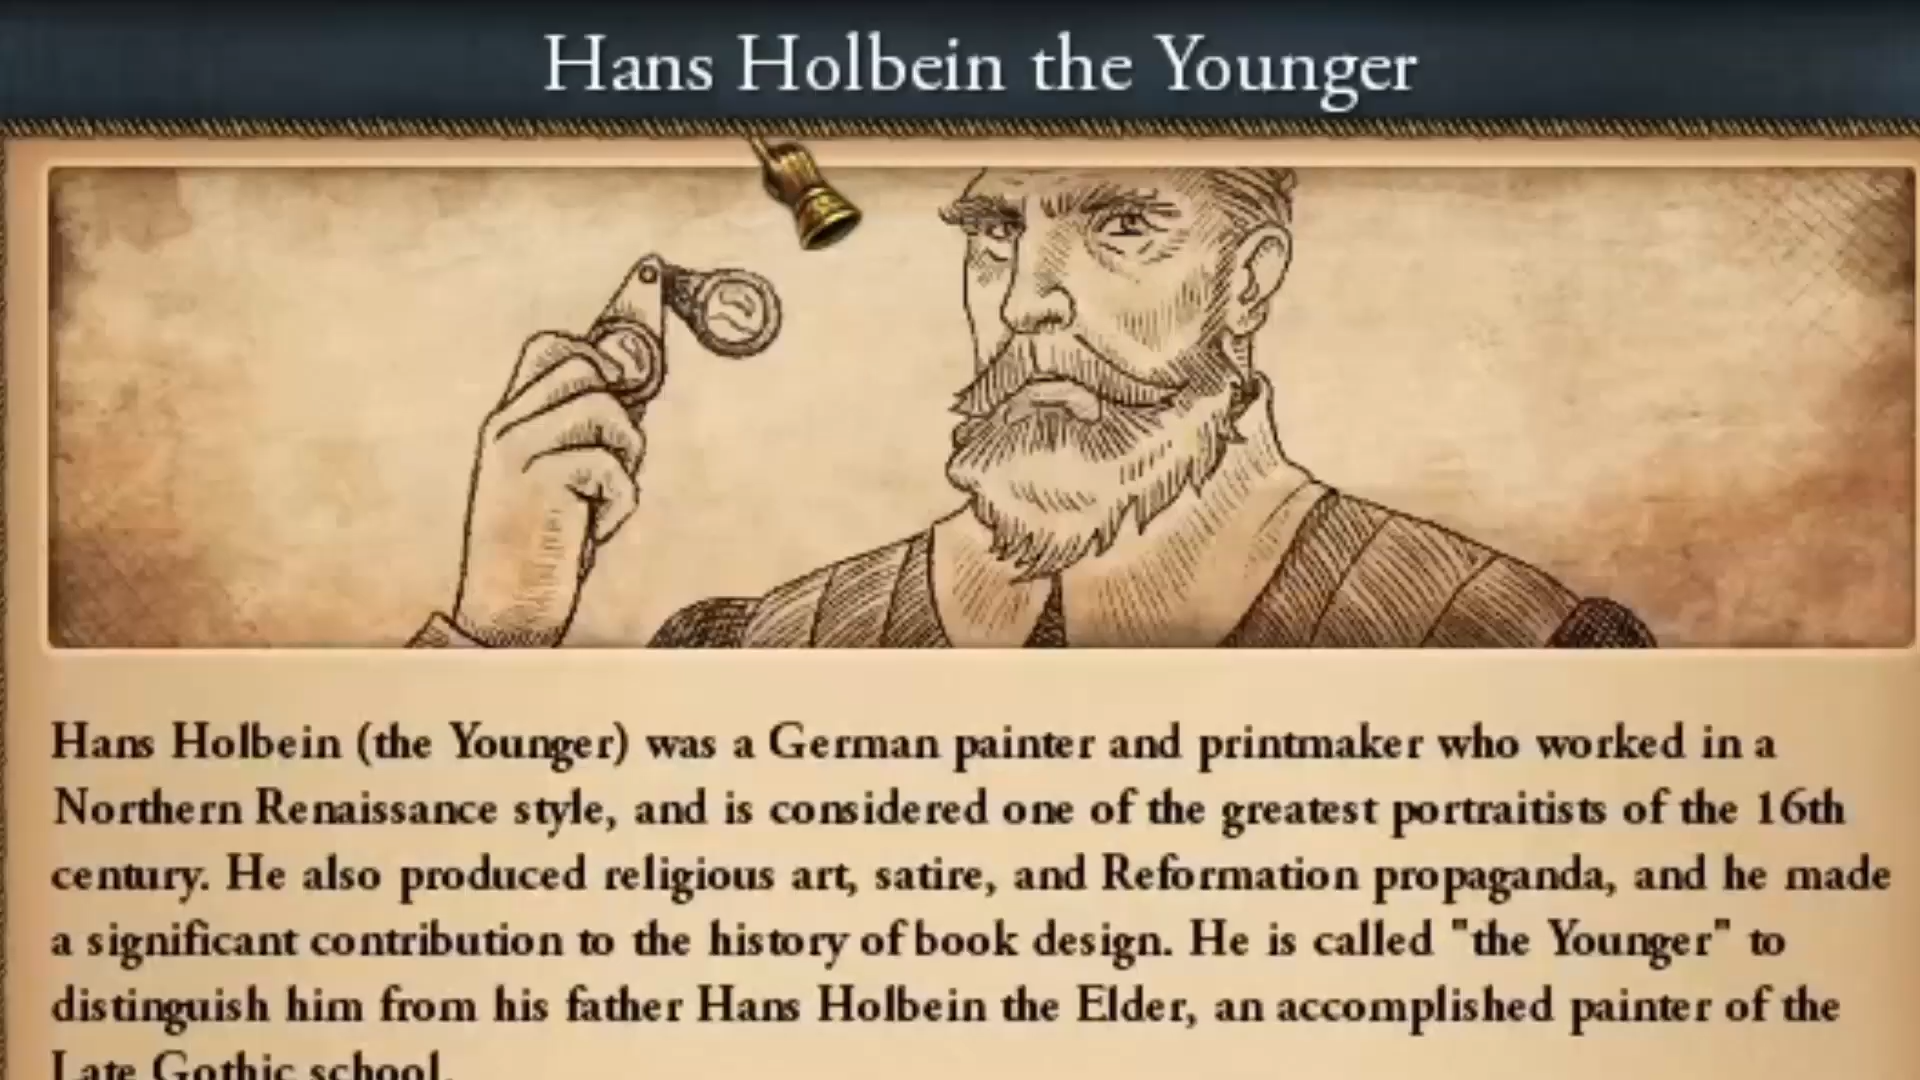 Hans Holbein the Younger
Hans Holbein (the Younger) was a German painter and printmaker who worked in a
Northern Renaissance style, and is considered one of the greatest portraitists of the 16th
century. He also produced religious art, satire, and Reformation propaganda, and he made
a significant contribution to the history of book design. He is called "the Younger" to
distinguish him from his father Hans Holbein the Elder, an accomplished painter of the
Late Gothic school.